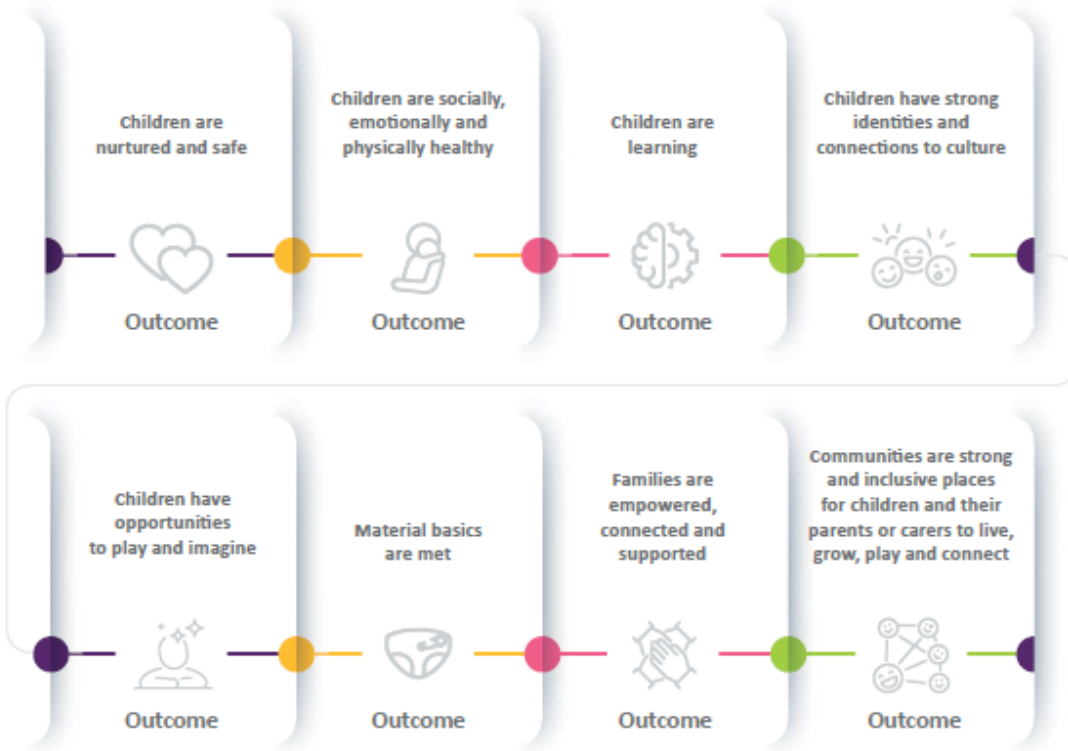 Children are
nurtured and safe
Outcome
Children are socially,
emotionally and
physically healthy
Outcome
Children are
learning
Outcome
Children have strong
identities and
connections to culture
Outcome
Children have
opportunities
to play and imagine
Outcome
Material basics
are met
Outcome
Families are
empowered,
connected and
supported
Outcome
Communities are strong
and inclusive places
for children and their
parents or carers to live,
grow, play and connect
Outcome